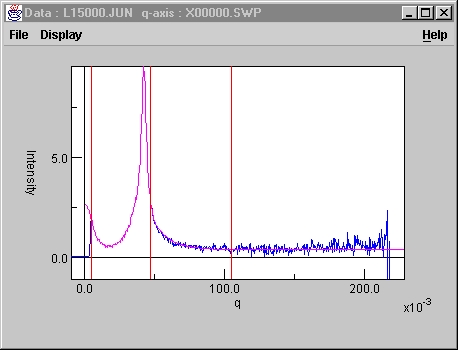 Data : L15000.JUN q-axis : X00000.SWP
File Display Help
Intensity
5.0
0.0
0.0 100.0 200.0
q
x10⁻³